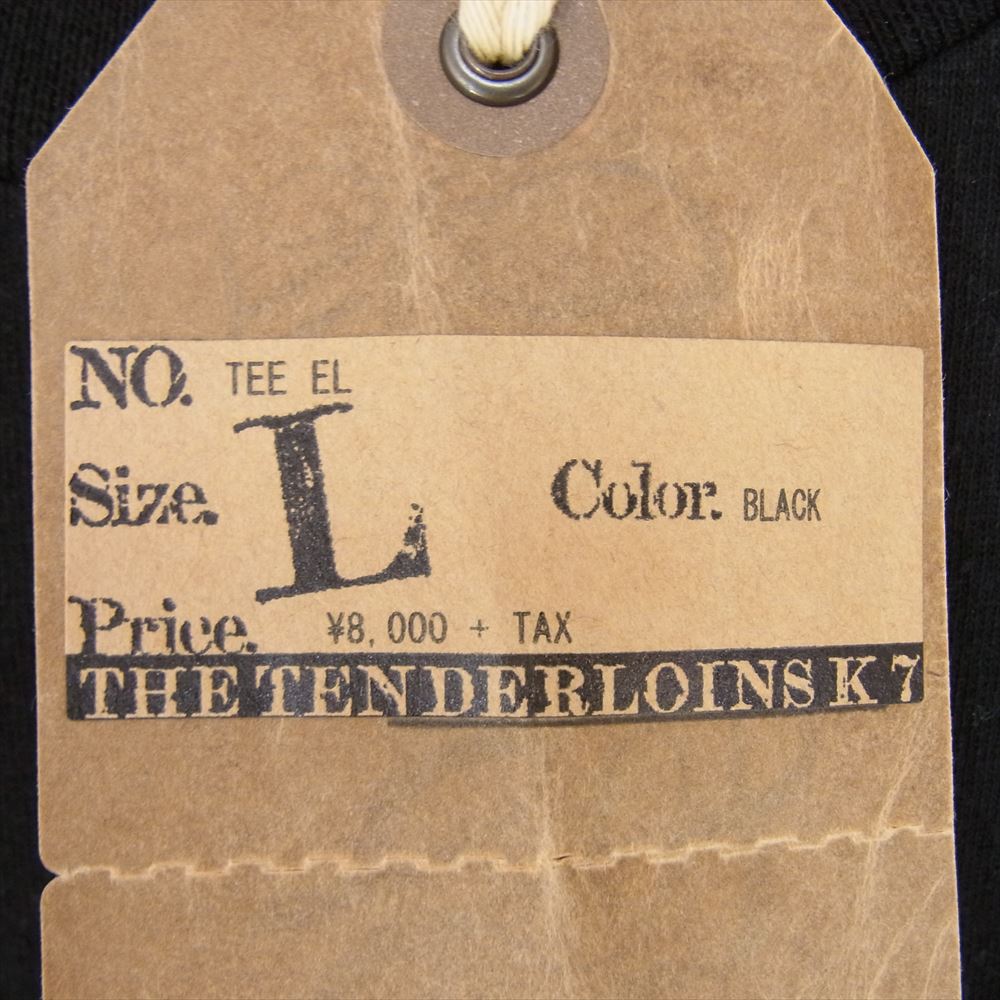 NO. TEE EL
Size. L Color. BLACK
Price. ¥8,000 + TAX
THE TENDERLOINS K 7